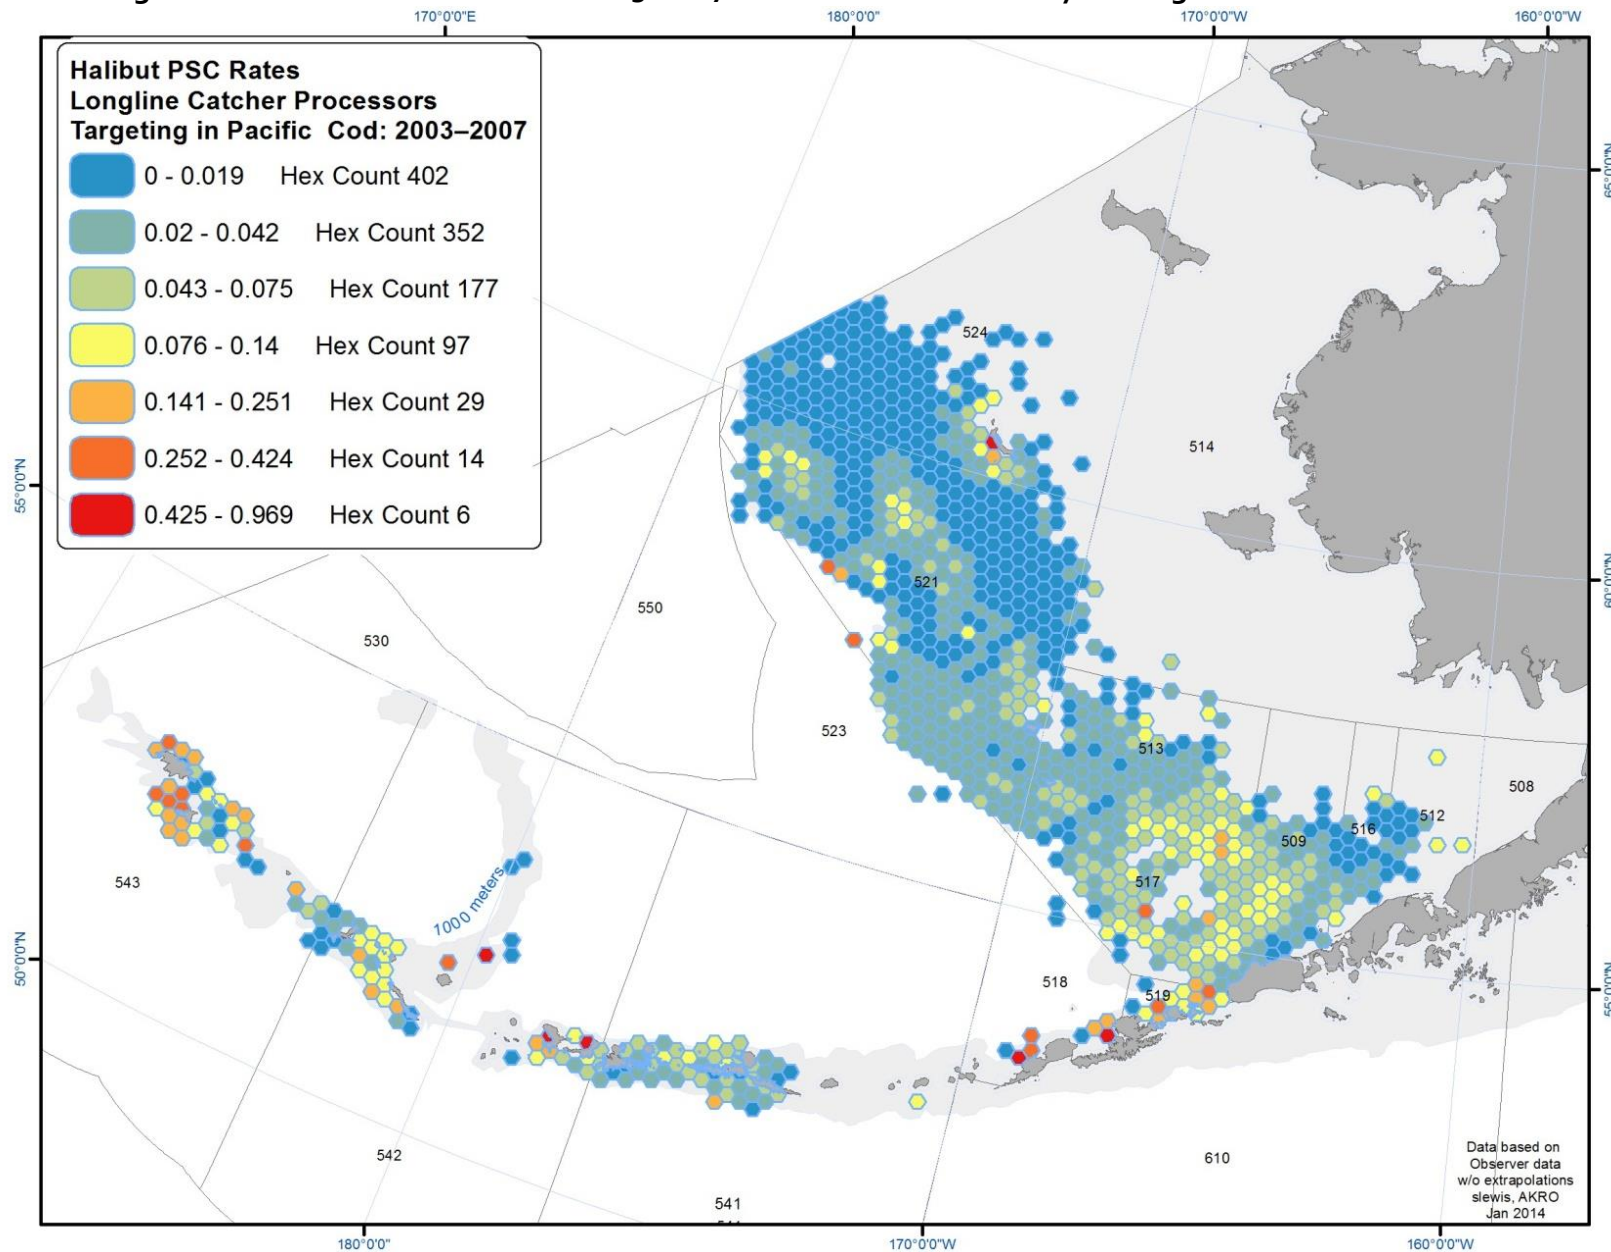 170°0'0"E
180°0'0"
170°0'0"W
160°0'0"W
Halibut PSC Rates
Longline Catcher Processors
Targeting in Pacific Cod: 2003–2007
0 - 0.019 Hex Count 402
0.02 - 0.042 Hex Count 352
0.043 - 0.075 Hex Count 177
0.076 - 0.14 Hex Count 97
0.141 - 0.251 Hex Count 29
0.252 - 0.424 Hex Count 14
0.425 - 0.969 Hex Count 6
65°0'0"N
524
514
55°0'0"N
521
60°0'0"N
550
530
523
513
508
512
516
509
543
517
1000 meters
50°0'0"N
518
519
55°0'0"N
542
610
541
Data based on
Observer data
w/o extrapolations
slewis, AKRO
Jan 2014
180°0'0"
170°0'0"W
160°0'0"W